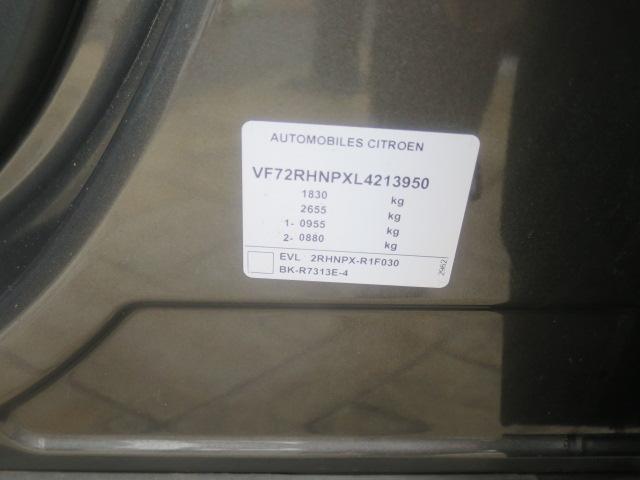 AUTOMOBILES CITROEN
VF72RHNPXL4213950
1830 kg
2655 kg
1- 0955 kg
2- 0880 kg
EVL 2RHNPX-R1F030
BK-R7313E-4
2962